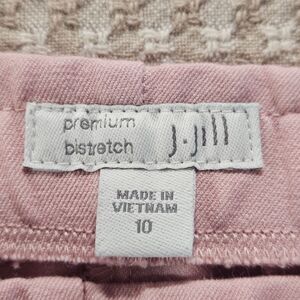 premium
bistretch
J.Jill
MADE IN
VIETNAM
10